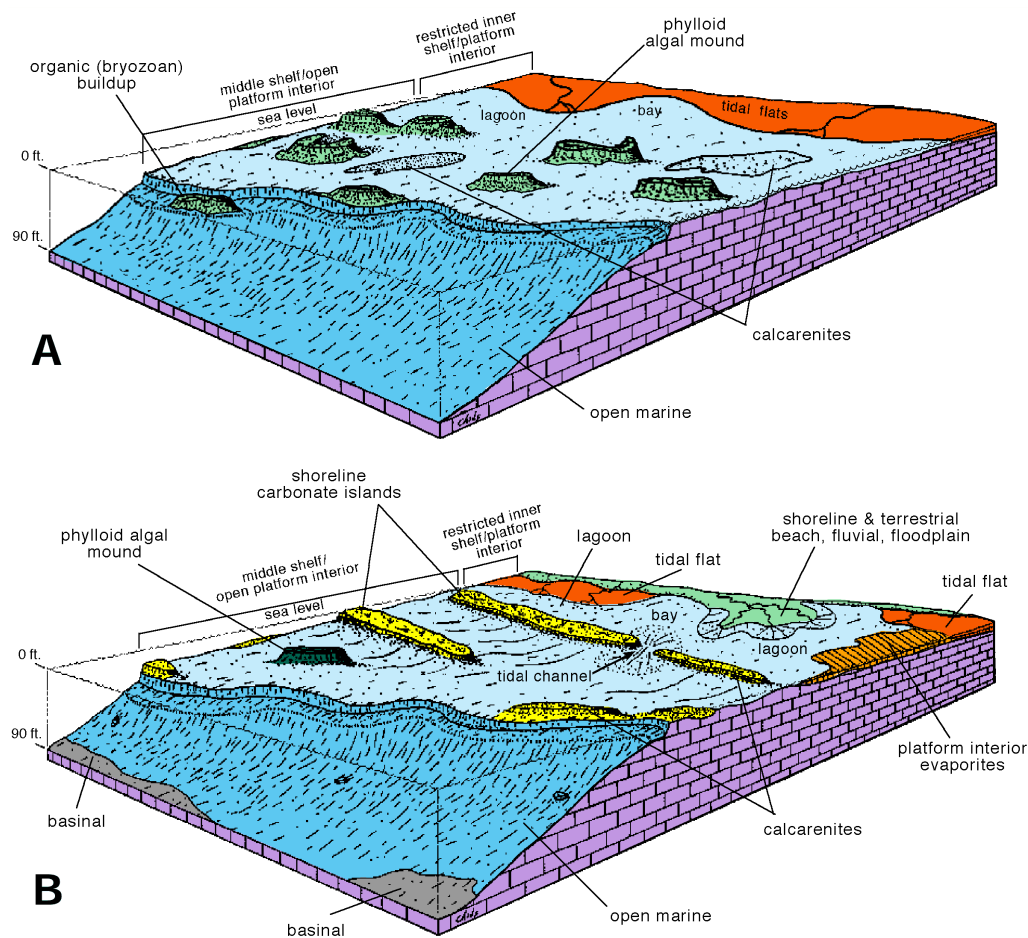 phylloid
algal mound
restricted inner
shelf/platform
interior
organic (bryozoan)
buildup
middle shelf/open
platform interior
sea level
lagoon
bay
tidal flats
0 ft.
90 ft.
calcarenites
A
open marine
shoreline
carbonate islands
restricted inner
shelf/platform
interior
phylloid algal
mound
middle shelf/
open platform interior
sea level
lagoon
shoreline & terrestrial
beach, fluvial, floodplain
tidal flat
tidal flat
bay
lagoon
0 ft.
tidal channel
90 ft.
platform interior
evaporites
basinal
calcarenites
B
open marine
basinal